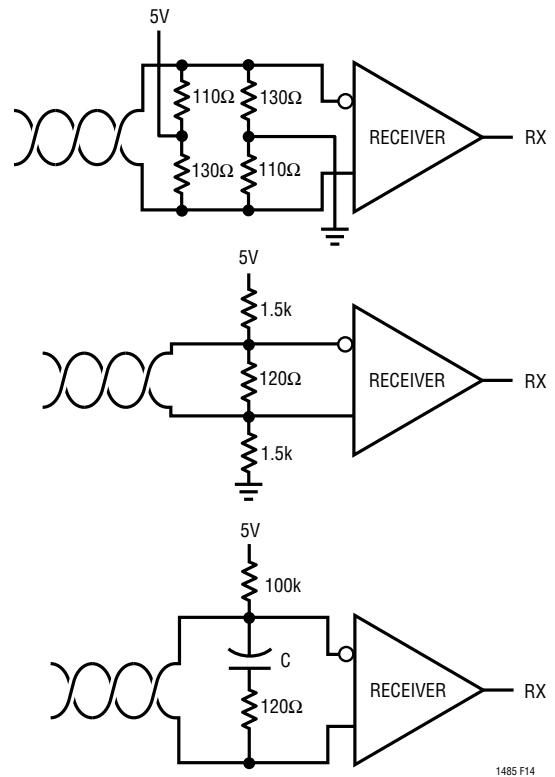 5V
110Ω
130Ω
RECEIVER
RX
130Ω
110Ω
5V
1.5k
120Ω
RECEIVER
RX
1.5k
5V
100k
C
RECEIVER
RX
120Ω
1485 F14